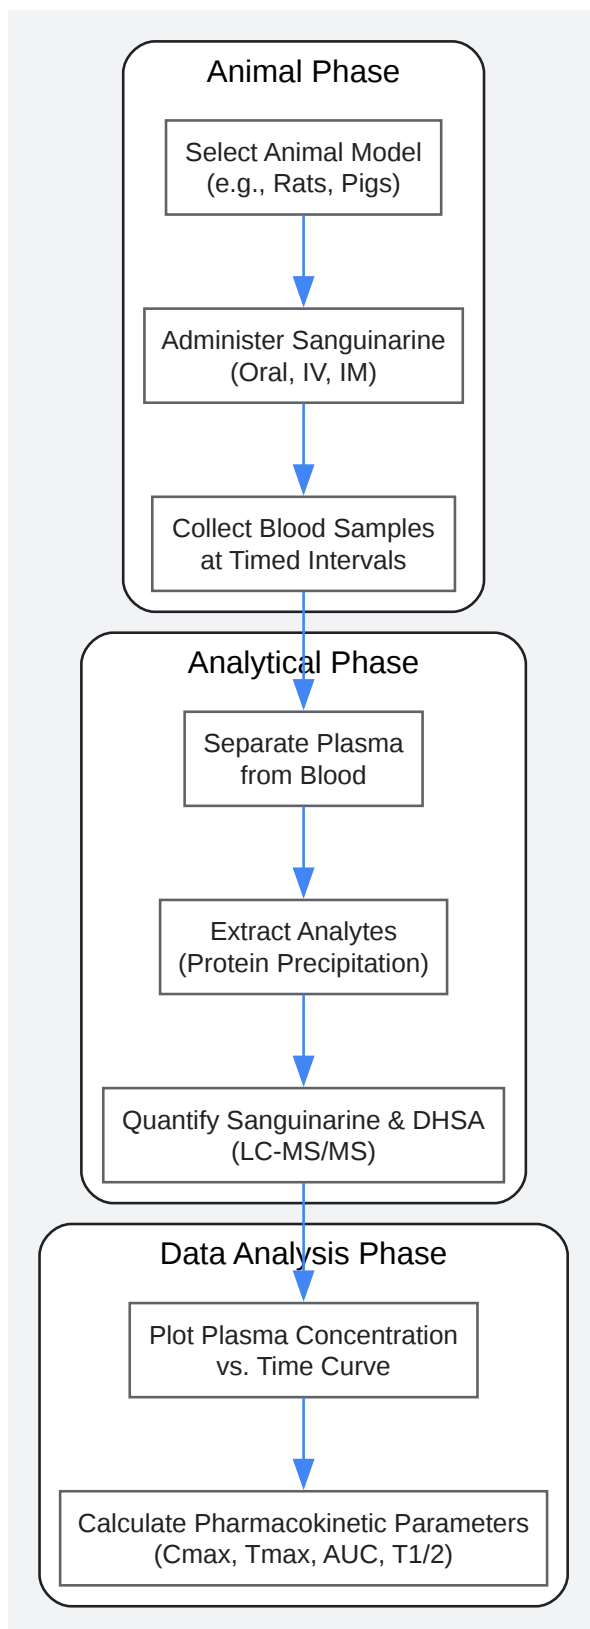 Animal Phase
Select Animal Model
(e.g., Rats, Pigs)
Administer Sanguinarine
(Oral, IV, IM)
Collect Blood Samples
at Timed Intervals
Analytical Phase
Separate Plasma
from Blood
Extract Analytes
(Protein Precipitation)
Quantify Sanguinarine & DHSA
(LC-MS/MS)
Data Analysis Phase
Plot Plasma Concentration
vs. Time Curve
Calculate Pharmacokinetic Parameters
(Cmax, Tmax, AUC, T1/2)